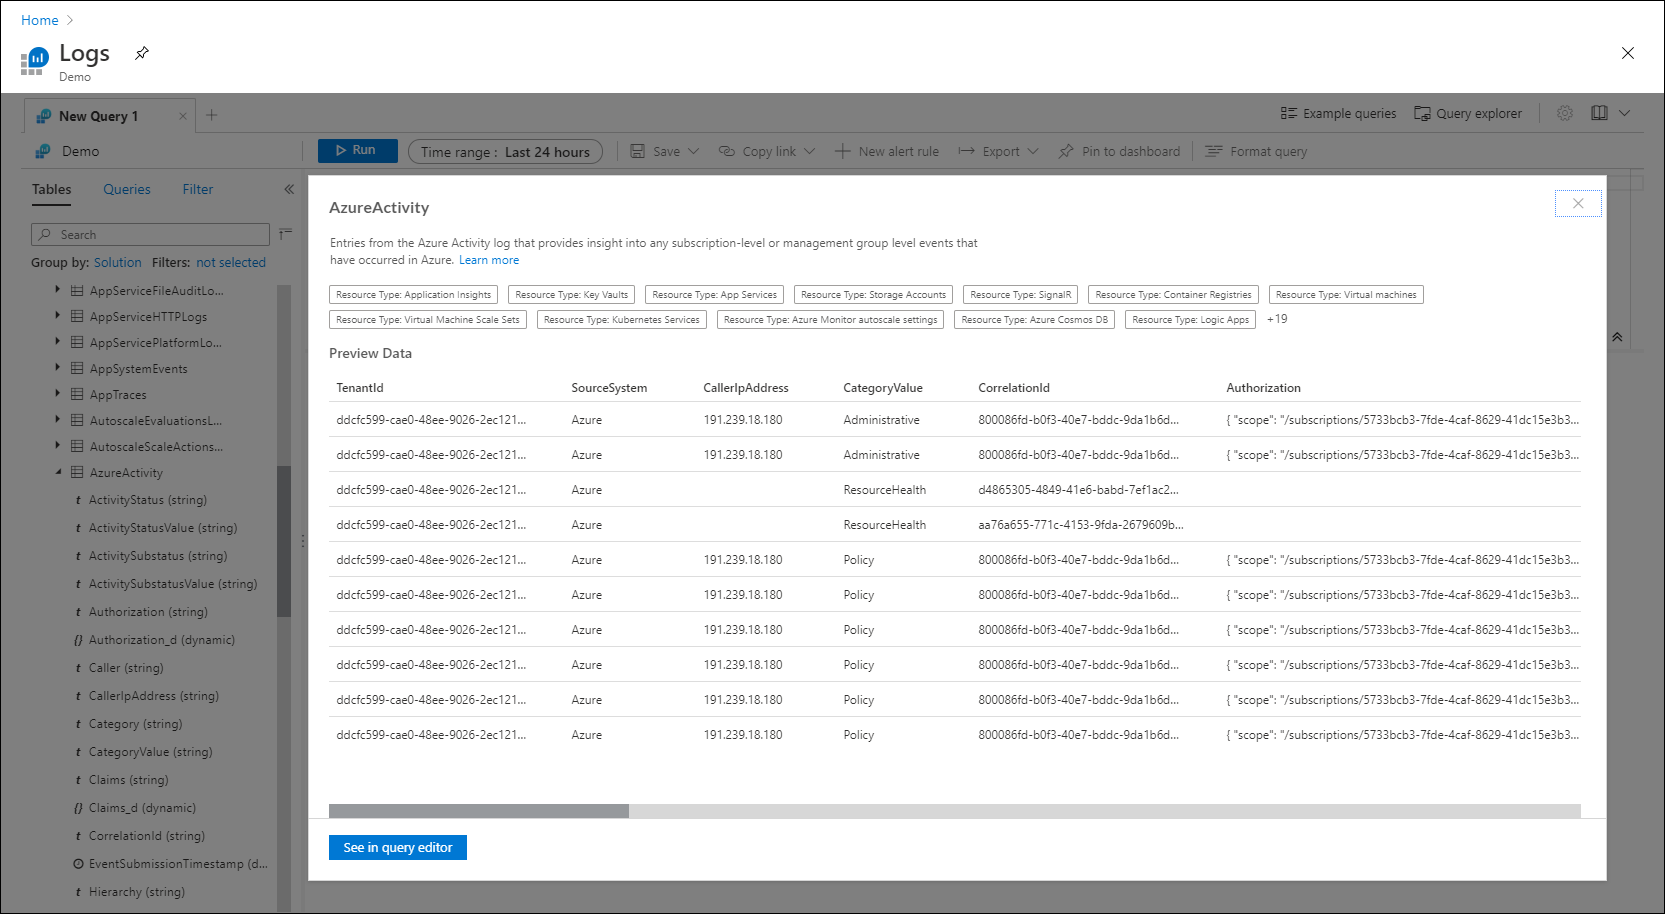 Home
Logs
Demo
New Query 1
Example queries
Query explorer
Demo
Run
Time range : Last 24 hours
Save
Copy link
New alert rule
Export
Pin to dashboard
Format query
Tables Queries Filter
Search
Group by: Solution Filters: not selected
AppServiceFileAuditLo...
AppServiceHTTPLogs
AppServicePlatformLo...
AppSystemEvents
AppTraces
AutoscaleEvaluationsL...
AutoscaleScaleActions...
AzureActivity
t ActivityStatus (string)
t ActivityStatusValue (string)
t ActivitySubstatus (string)
t ActivitySubstatusValue (string)
t Authorization (string)
{} Authorization_d (dynamic)
t Caller (string)
t CallerIpAddress (string)
t Category (string)
t CategoryValue (string)
t Claims (string)
{} Claims_d (dynamic)
t CorrelationId (string)
EventSubmissionTimestamp (d...
t Hierarchy (string)
AzureActivity
Entries from the Azure Activity log that provides insight into any subscription-level or management group level events that
have occurred in Azure. Learn more
Resource Type: Application Insights Resource Type: Key Vaults Resource Type: App Services Resource Type: Storage Accounts Resource Type: SignalR Resource Type: Container Registries Resource Type: Virtual machines
Resource Type: Virtual Machine Scale Sets Resource Type: Kubernetes Services Resource Type: Azure Monitor autoscale settings Resource Type: Azure Cosmos DB Resource Type: Logic Apps +19
Preview Data
TenantId SourceSystem CallerIpAddress CategoryValue CorrelationId Authorization
ddcfc599-cae0-48ee-9026-2ec121... Azure 191.239.18.180 Administrative 800086fd-b0f3-40e7-bddc-9da1b6d... { "scope": "/subscriptions/5733bcb3-7fde-4caf-8629-41dc15e3b3...
ddcfc599-cae0-48ee-9026-2ec121... Azure 191.239.18.180 Administrative 800086fd-b0f3-40e7-bddc-9da1b6d... { "scope": "/subscriptions/5733bcb3-7fde-4caf-8629-41dc15e3b3...
ddcfc599-cae0-48ee-9026-2ec121... Azure ResourceHealth d4865305-4849-41e6-babd-7ef1ac2...
ddcfc599-cae0-48ee-9026-2ec121... Azure ResourceHealth aa76a655-771c-4153-9fda-2679609b...
ddcfc599-cae0-48ee-9026-2ec121... Azure 191.239.18.180 Policy 800086fd-b0f3-40e7-bddc-9da1b6d... { "scope": "/subscriptions/5733bcb3-7fde-4caf-8629-41dc15e3b3...
ddcfc599-cae0-48ee-9026-2ec121... Azure 191.239.18.180 Policy 800086fd-b0f3-40e7-bddc-9da1b6d... { "scope": "/subscriptions/5733bcb3-7fde-4caf-8629-41dc15e3b3...
ddcfc599-cae0-48ee-9026-2ec121... Azure 191.239.18.180 Policy 800086fd-b0f3-40e7-bddc-9da1b6d... { "scope": "/subscriptions/5733bcb3-7fde-4caf-8629-41dc15e3b3...
ddcfc599-cae0-48ee-9026-2ec121... Azure 191.239.18.180 Policy 800086fd-b0f3-40e7-bddc-9da1b6d... { "scope": "/subscriptions/5733bcb3-7fde-4caf-8629-41dc15e3b3...
ddcfc599-cae0-48ee-9026-2ec121... Azure 191.239.18.180 Policy 800086fd-b0f3-40e7-bddc-9da1b6d... { "scope": "/subscriptions/5733bcb3-7fde-4caf-8629-41dc15e3b3...
ddcfc599-cae0-48ee-9026-2ec121... Azure 191.239.18.180 Policy 800086fd-b0f3-40e7-bddc-9da1b6d... { "scope": "/subscriptions/5733bcb3-7fde-4caf-8629-41dc15e3b3...
See in query editor